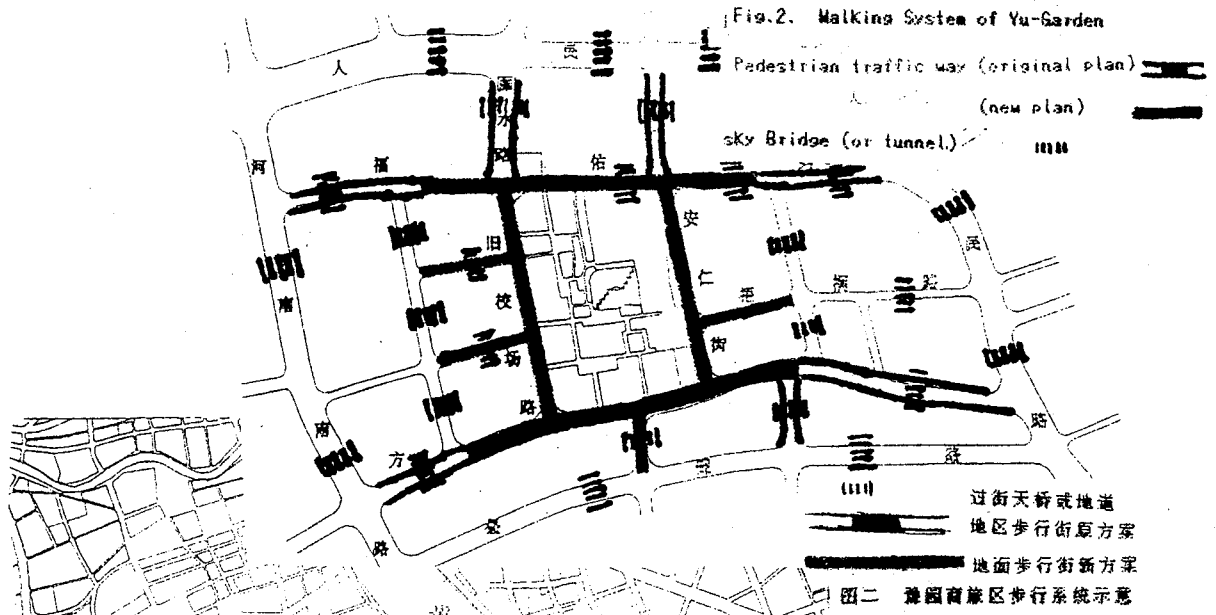 Fig.2. Walking System of Yu-Garden
Pedestrian traffic way (original plan)
(new plan)
sky Bridge (or tunnel)
人
民
水
路
河
福
佑
安
民
旧
仁
南
校
街
场
路
路
南
方
路
过街天桥或地道
地区步行街原方案
地面步行街新方案
图二 豫园商旅区步行系统示意